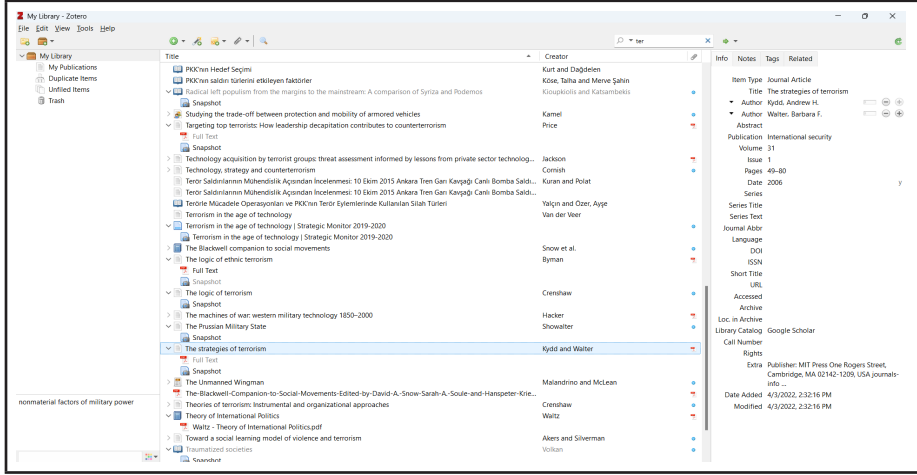 My Library - Zotero
File Edit View Tools Help
ter
My Library
My Publications
Duplicate Items
Unfiled Items
Trash
nonmaterial factors of military power
Title Creator
PKK'nın Hedef Seçimi Kurt and Dağdelen
PKK'nın saldırı türlerini etkileyen faktörler Köse, Talha and Merve Şahin
Radical left populism from the margins to the mainstream: A comparison of Syriza and Podemos Kioupkiolis and Katsambekis
Snapshot
Studying the trade-off between protection and mobility of armored vehicles Kamel
Targeting top terrorists: How leadership decapitation contributes to counterterrorism Price
Full Text
Snapshot
Technology acquisition by terrorist groups: threat assessment informed by lessons from private sector technolog... Jackson
Technology, strategy and counterterrorism Cornish
Terör Saldırılarının Mühendislik Açısından İncelenmesi: 10 Ekim 2015 Ankara Tren Garı Kavşağı Canlı Bomba Saldı... Kuran and Polat
Terör Saldırılarının Mühendislik Açısından İncelenmesi: 10 Ekim 2015 Ankara Tren Garı Kavşağı Canlı Bomba Saldı...
Terörle Mücadele Operasyonları ve PKK'nın Terör Eylemlerinde Kullanılan Silah Türleri Yalçın and Özer, Ayşe
Terrorism in the age of technology Van der Veer
Terrorism in the age of technology | Strategic Monitor 2019-2020
Terrorism in the age of technology | Strategic Monitor 2019-2020
The Blackwell companion to social movements Snow et al.
The logic of ethnic terrorism Byman
Full Text
Snapshot
The logic of terrorism Crenshaw
Snapshot
The machines of war: western military technology 1850–2000 Hacker
The Prussian Military State Showalter
Snapshot
The strategies of terrorism Kydd and Walter
Full Text
Snapshot
The Unmanned Wingman Malandrino and McLean
The-Blackwell-Companion-to-Social-Movements-Edited-by-David-A.-Snow-Sarah-A.-Soule-and-Hanspeter-Krie...
Theories of terrorism: Instrumental and organizational approaches Crenshaw
Theory of International Politics Waltz
Waltz - Theory of International Politics.pdf
Toward a social learning model of violence and terrorism Akers and Silverman
Traumatized societies Volkan
Snapshot
Info Notes Tags Related
Item Type Journal Article
Title The strategies of terrorism
Author Kydd, Andrew H.
Author Walter, Barbara F.
Abstract
Publication International security
Volume 31
Issue 1
Pages 49–80
Date 2006 y
Series
Series Title
Series Text
Journal Abbr
Language
DOI
ISSN
Short Title
URL
Accessed
Archive
Loc. in Archive
Library Catalog Google Scholar
Call Number
Rights
Extra Publisher: MIT Press One Rogers Street,
Cambridge, MA 02142-1209, USA journals-
info ...
Date Added 4/3/2022, 2:32:16 PM
Modified 4/3/2022, 2:32:16 PM